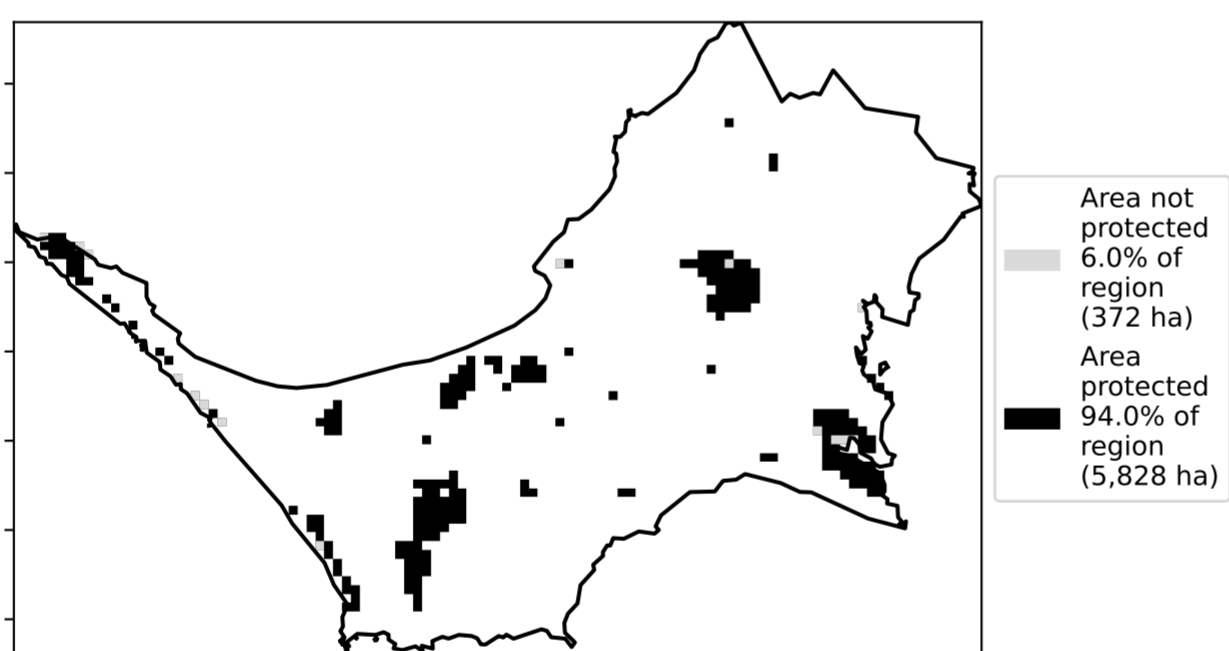 Area not
protected
6.0% of
region
(372 ha)
Area
protected
94.0% of
region
(5,828 ha)